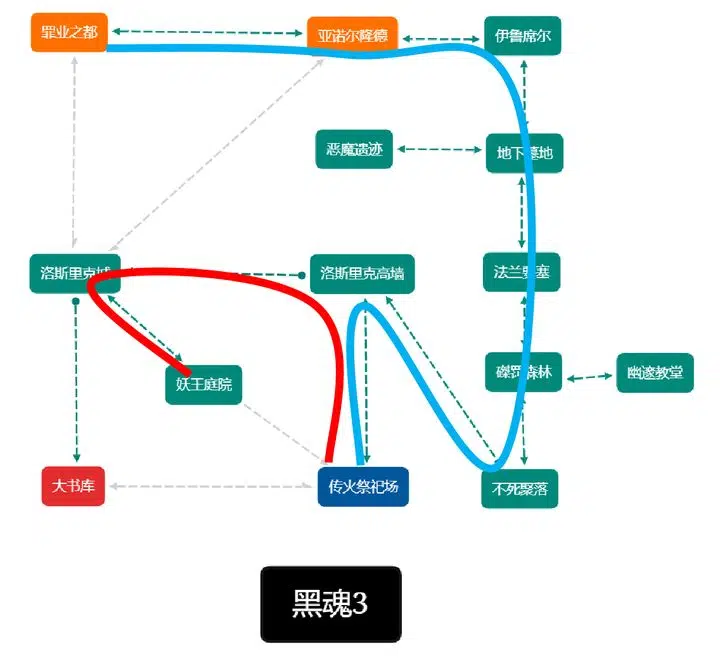 罪业之都
亚诺尔隆德
伊鲁席尔
恶魔遗迹
地下墓地
洛斯里克城
洛斯里克高墙
法兰要塞
妖王庭院
磔罚森林
幽邃教堂
大书库
传火祭祀场
不死聚落
黑魂3